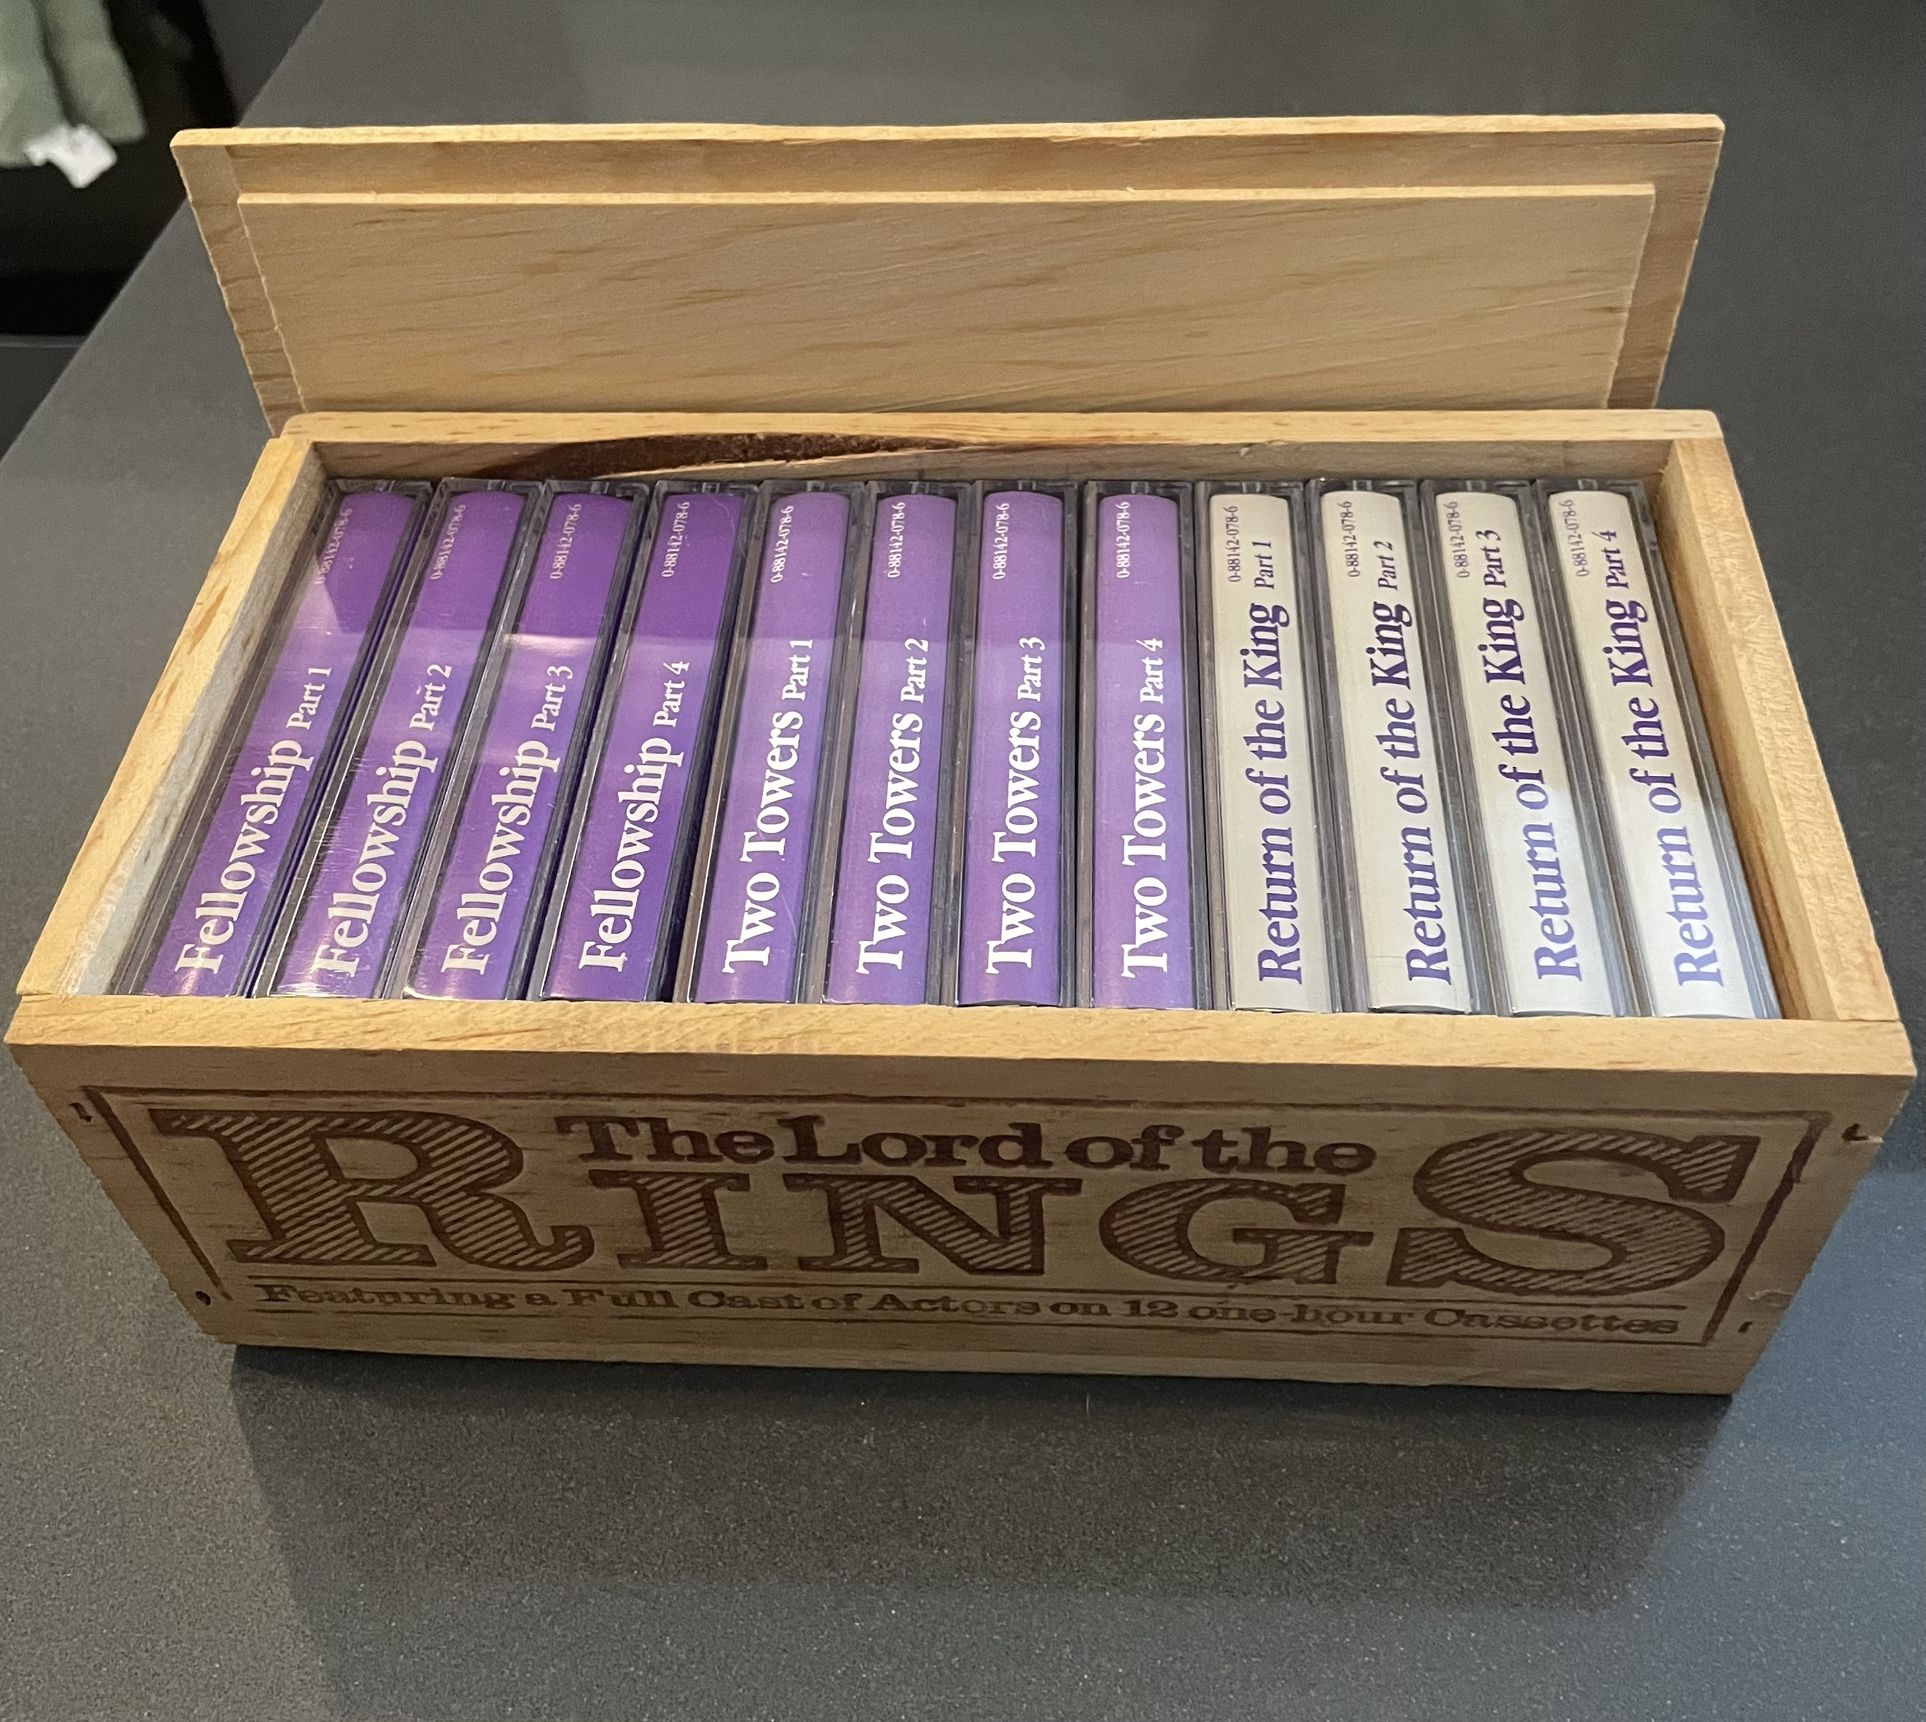 0-88142-078-6
Fellowship Part 1
0-88142-078-6
Fellowship Part 2
0-88142-078-6
Fellowship Part 3
0-88142-078-6
Fellowship Part 4
0-88142-078-6
Two Towers Part 1
0-88142-078-6
Two Towers Part 2
0-88142-078-6
Two Towers Part 3
0-88142-078-6
Two Towers Part 4
0-88142-078-6
Return of the King Part 1
0-88142-078-6
Return of the King Part 2
0-88142-078-6
Return of the King Part 3
0-88142-078-6
Return of the King Part 4
The Lord of the
RINGS
Featuring a Full Cast of Actors on 12 one-hour Cassettes